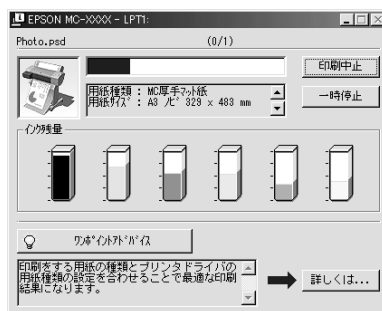 EPSON MC-XXXX - LPT1:
Photo.psd (0/1)
印刷中止
用紙種類 : MC厚手マット紙
用紙サイズ : A3 ノビ 329 x 483 mm
一時停止
インク残量
ワンポイントアドバイス
印刷をする用紙の種類とプリンタドライバの
用紙種類の設定を合わせることで最適な印刷
結果になります。
詳しくは...